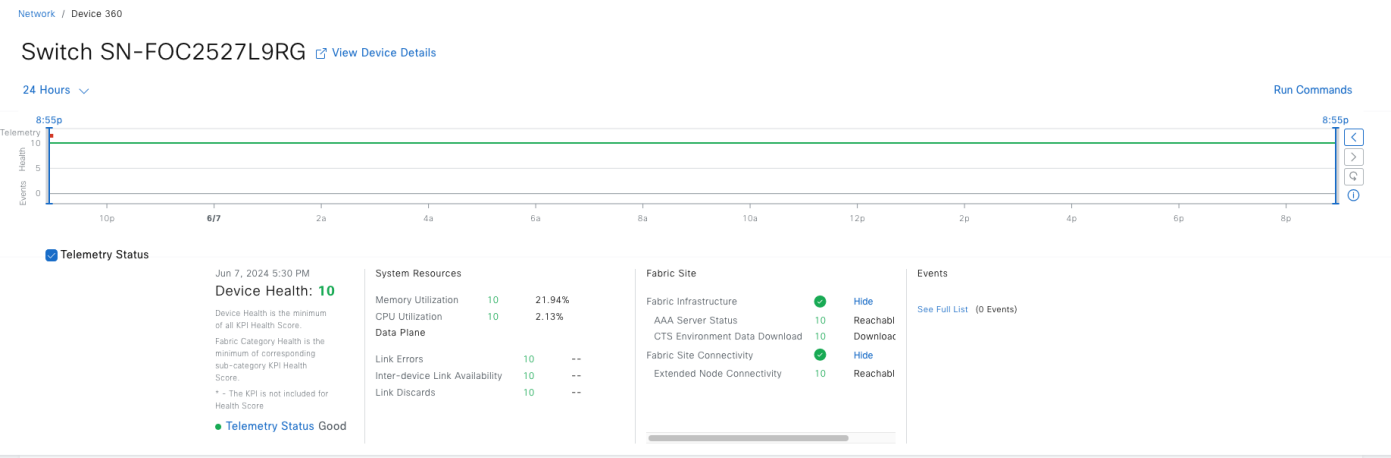 Network / Device 360
Switch SN-FOC2527L9RG View Device Details
24 Hours
Run Commands
8:55p 8:55p
Telemetry
Health
Events
10
5
0
10p 6/7 2a 4a 6a 8a 10a 12p 2p 4p 6p 8p
Telemetry Status
Jun 7, 2024 5:30 PM
Device Health: 10
Device Health is the minimum
of all KPI Health Score.
Fabric Category Health is the
minimum of corresponding
sub-category KPI Health
Score.
* - The KPI is not included for
Health Score
Telemetry Status Good
System Resources
Memory Utilization 10 21.94%
CPU Utilization 10 2.13%
Data Plane
Link Errors 10 --
Inter-device Link Availability 10 --
Link Discards 10 --
Fabric Site
Fabric Infrastructure Hide
AAA Server Status 10 Reachabl
CTS Environment Data Download 10 Downloac
Fabric Site Connectivity Hide
Extended Node Connectivity 10 Reachabl
Events
See Full List (0 Events)